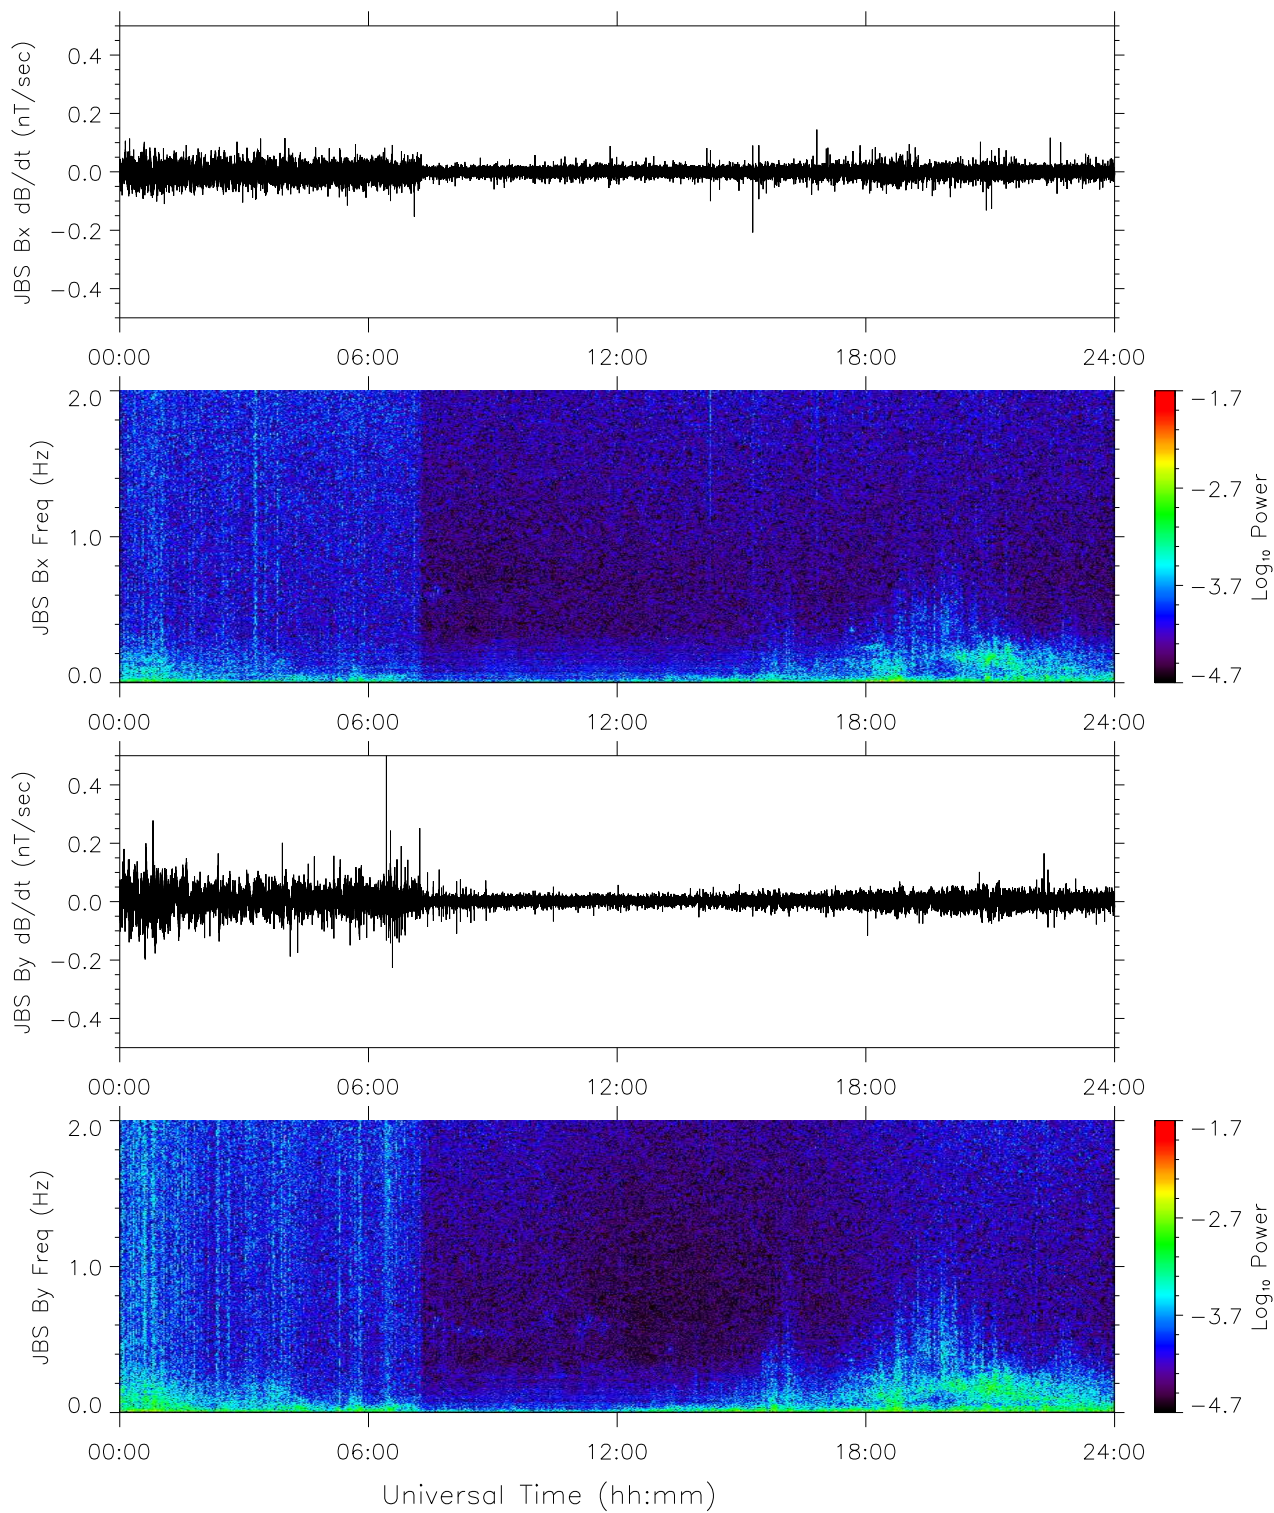 JBS Bx dB/dt (nT/sec)
0.4
0.2
0.0
−0.2
−0.4
00:00 06:00 12:00 18:00 24:00
JBS Bx Freq (Hz)
2.0
1.0
0.0
−1.7
−2.7
−3.7
−4.7
Log10 Power
00:00 06:00 12:00 18:00 24:00
JBS By dB/dt (nT/sec)
0.4
0.2
0.0
−0.2
−0.4
00:00 06:00 12:00 18:00 24:00
JBS By Freq (Hz)
2.0
1.0
0.0
−1.7
−2.7
−3.7
−4.7
Log10 Power
00:00 06:00 12:00 18:00 24:00
Universal Time (hh:mm)